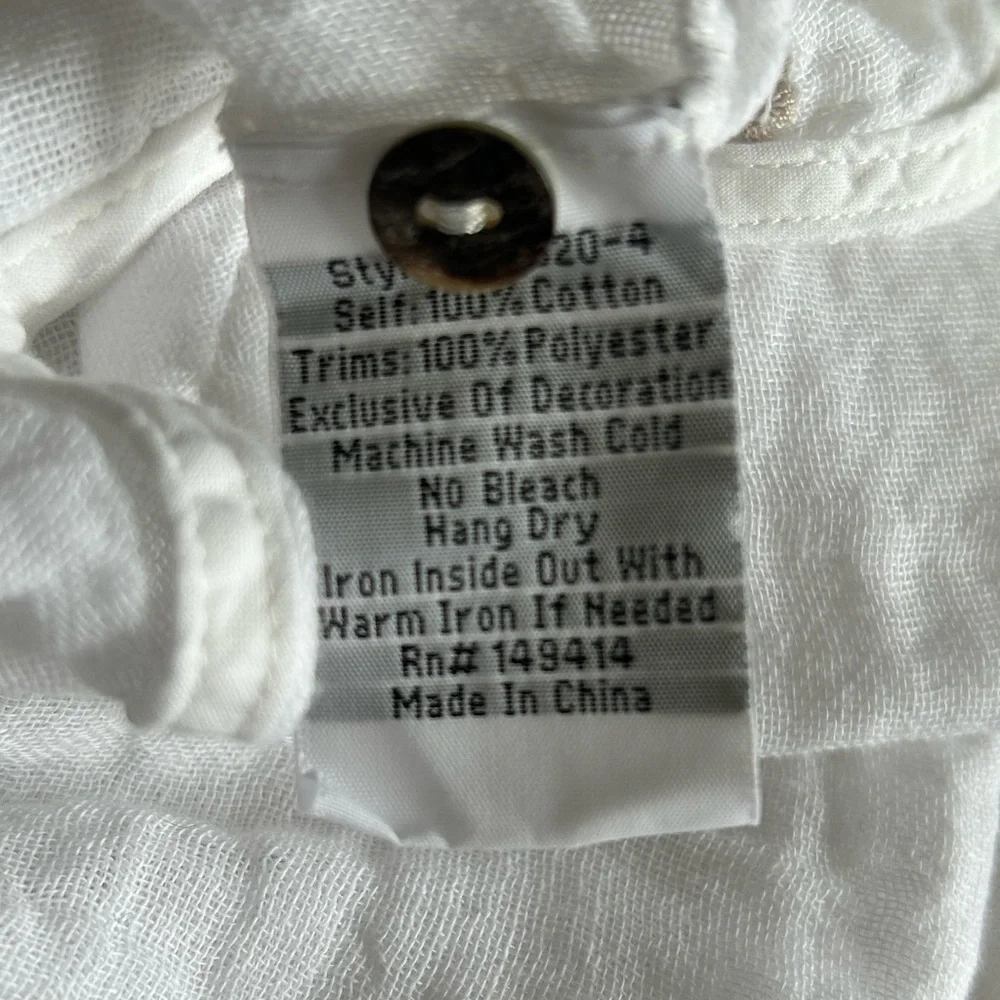 20-4
Self: 100% Cotton
Trims: 100% Polyester
Exclusive Of Decoration
Machine Wash Cold
No Bleach
Hang Dry
Iron Inside Out With
Warm Iron If Needed
Rn# 149414
Made In China